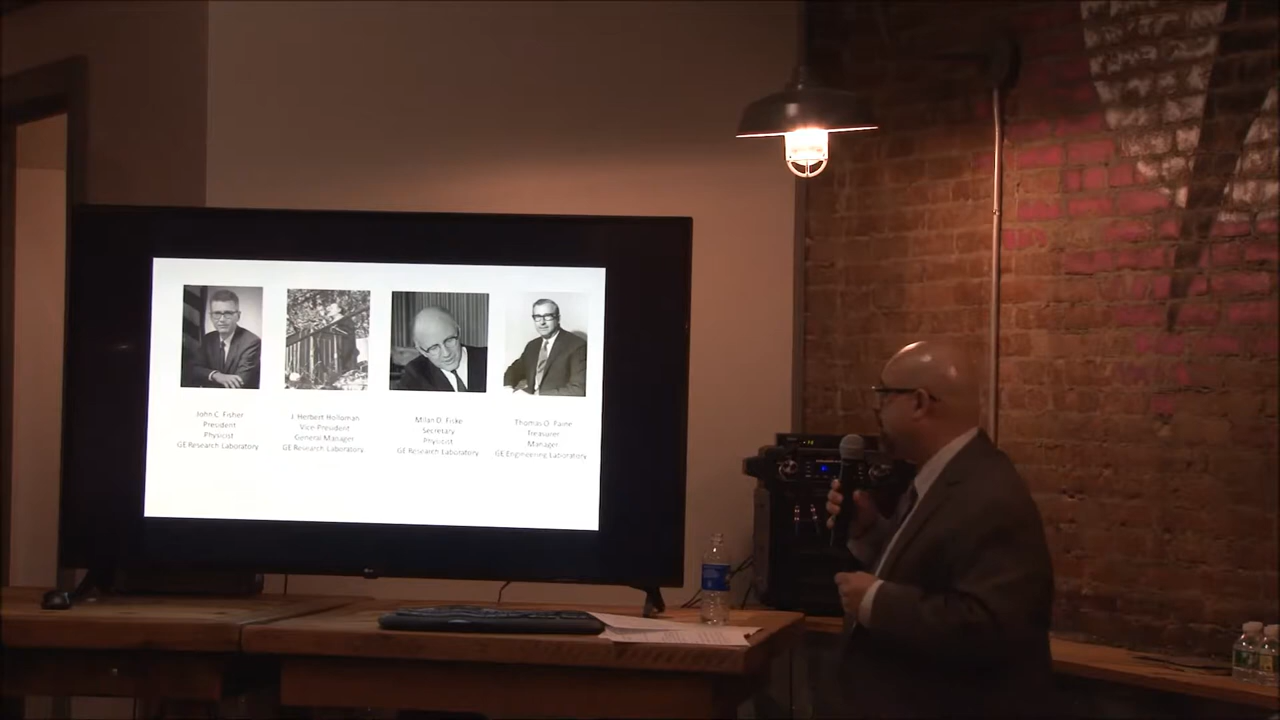 John C. Fisher
President
Physicist
GE Research Laboratory
J. Herbert Holloman
Vice-President
General Manager
GE Research Laboratory
Milan D. Fiske
Secretary
Physicist
GE Research Laboratory
Thomas O. Paine
Treasurer
Manager
GE Engineering Laboratory